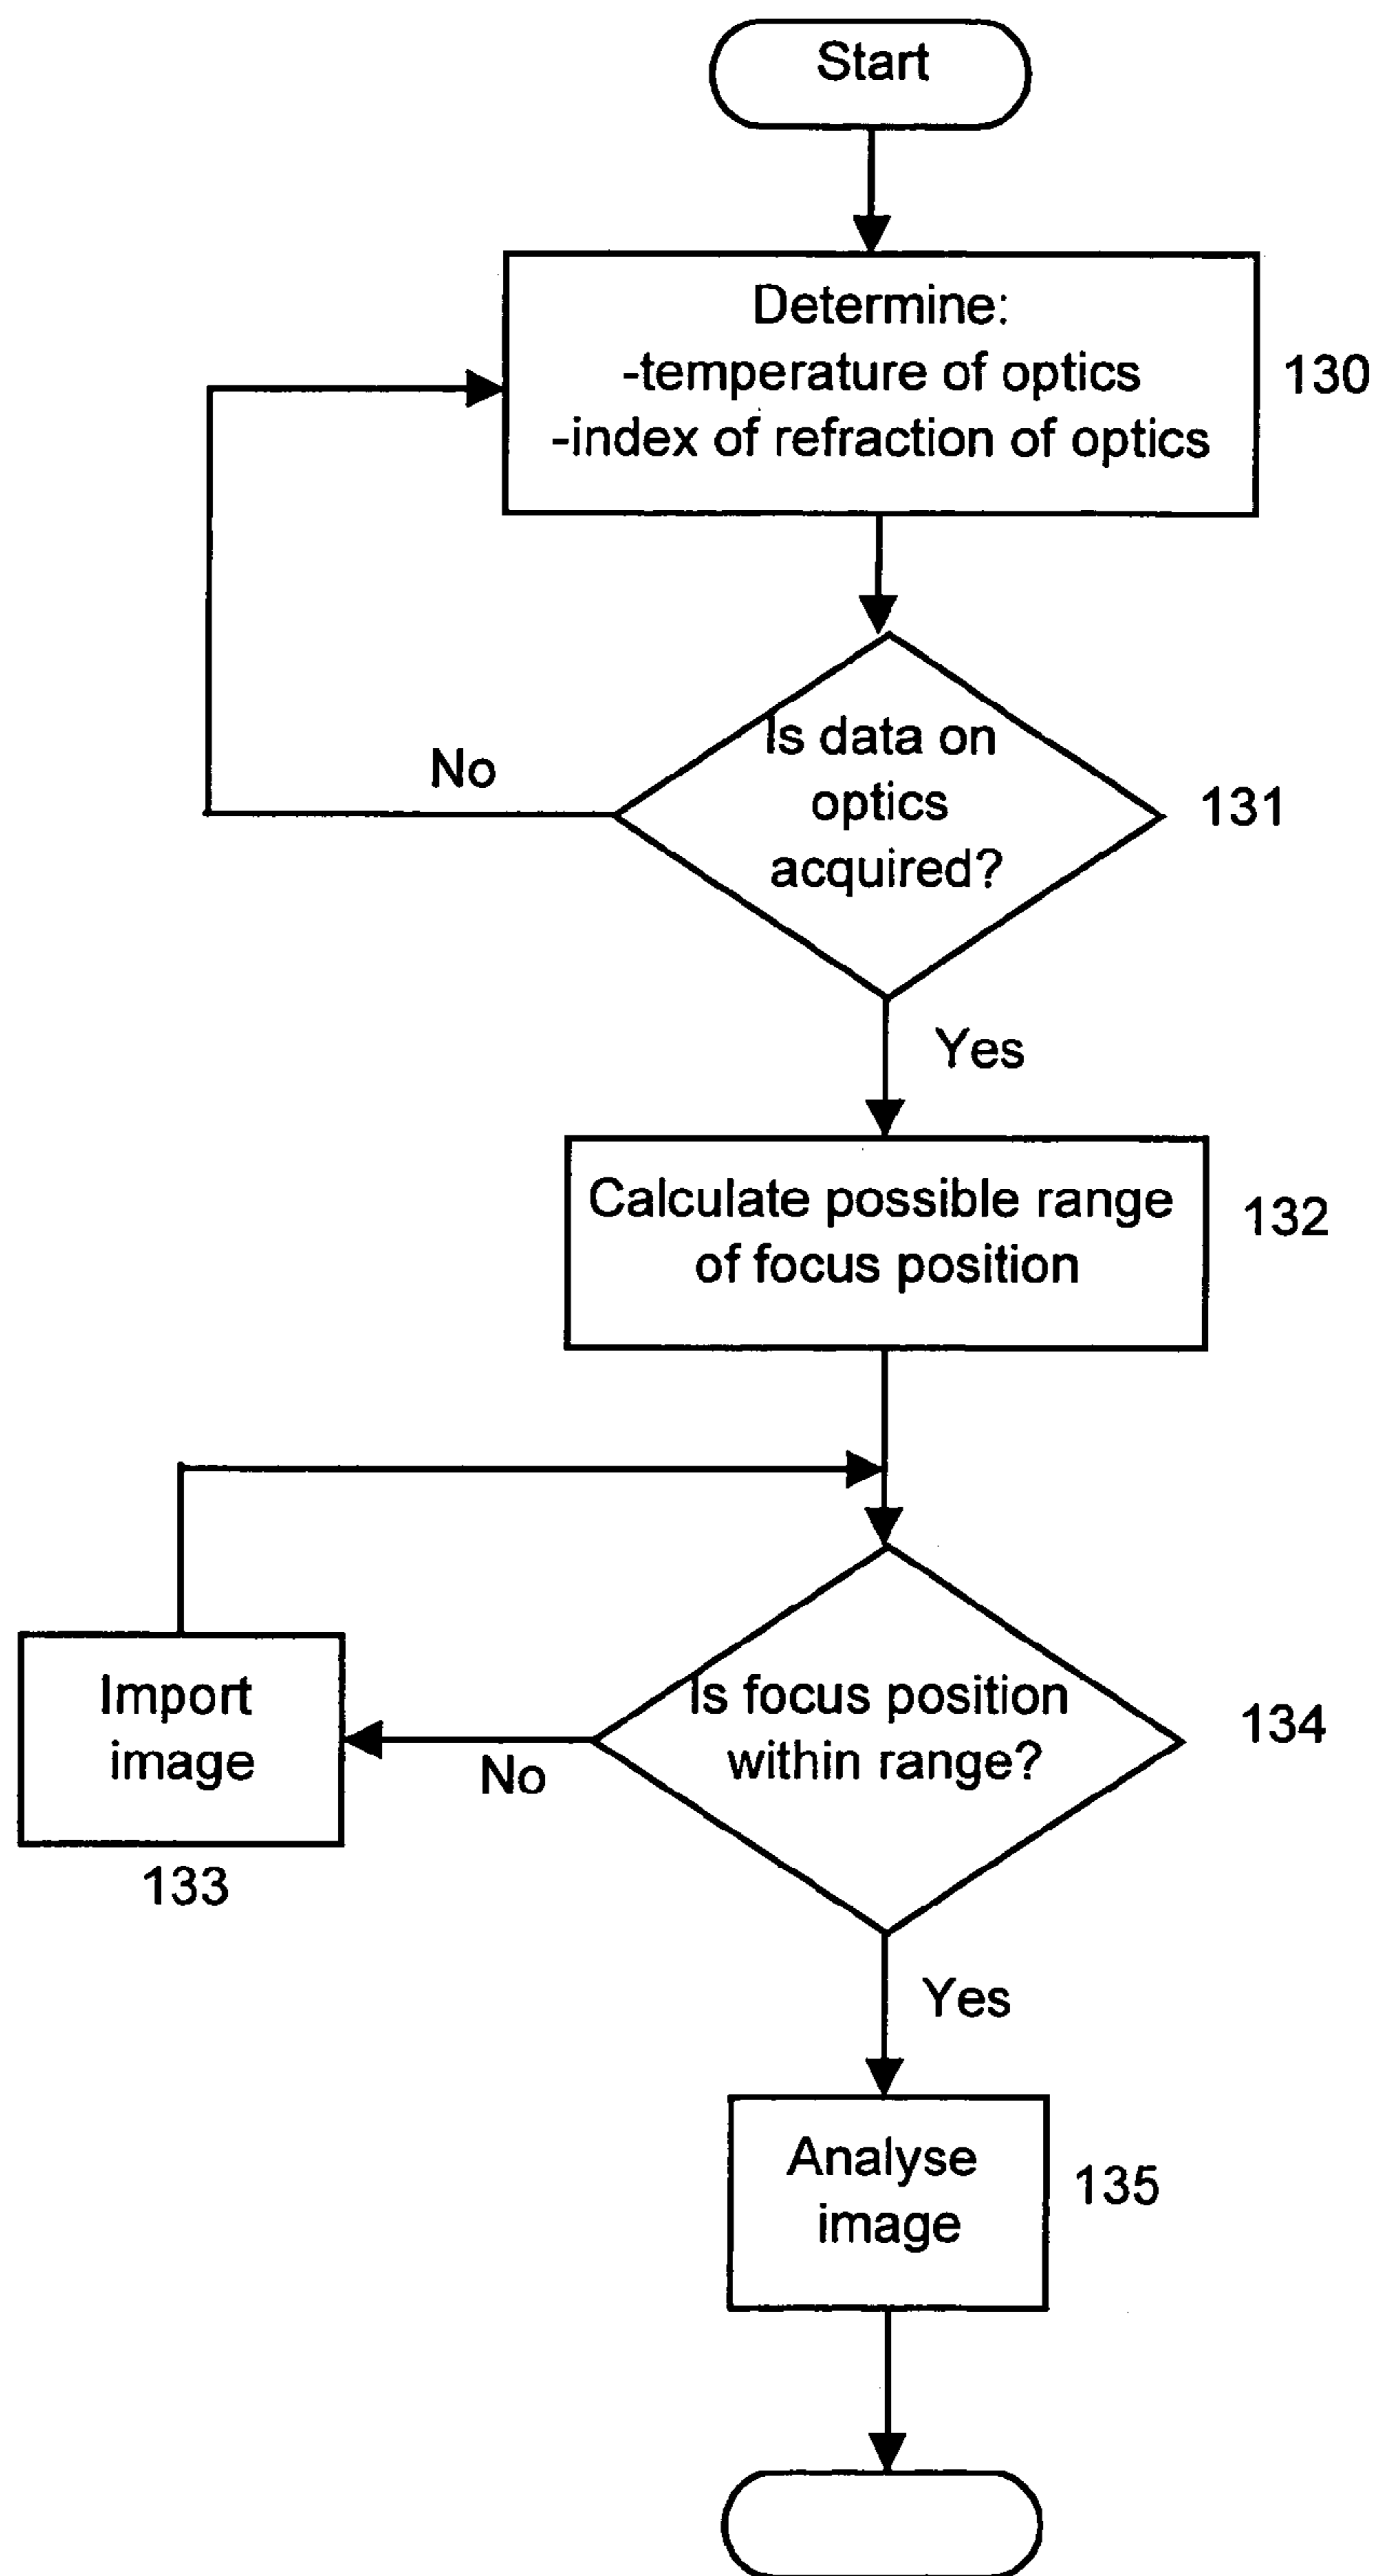 Start
Determine:
-temperature of optics
-index of refraction of optics
130
Is data on
optics
acquired?
131
No
Yes
Calculate possible range
of focus position
132
Is focus position
within range?
134
No
Import
image
133
Yes
Analyse
image
135